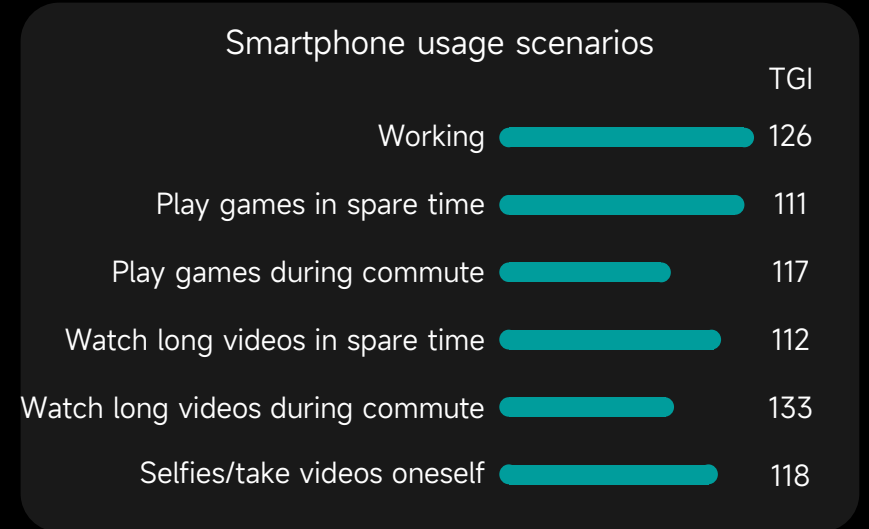 Smartphone usage scenarios
TGI
Working 126
Play games in spare time 111
Play games during commute 117
Watch long videos in spare time 112
Watch long videos during commute 133
Selfies/take videos oneself 118